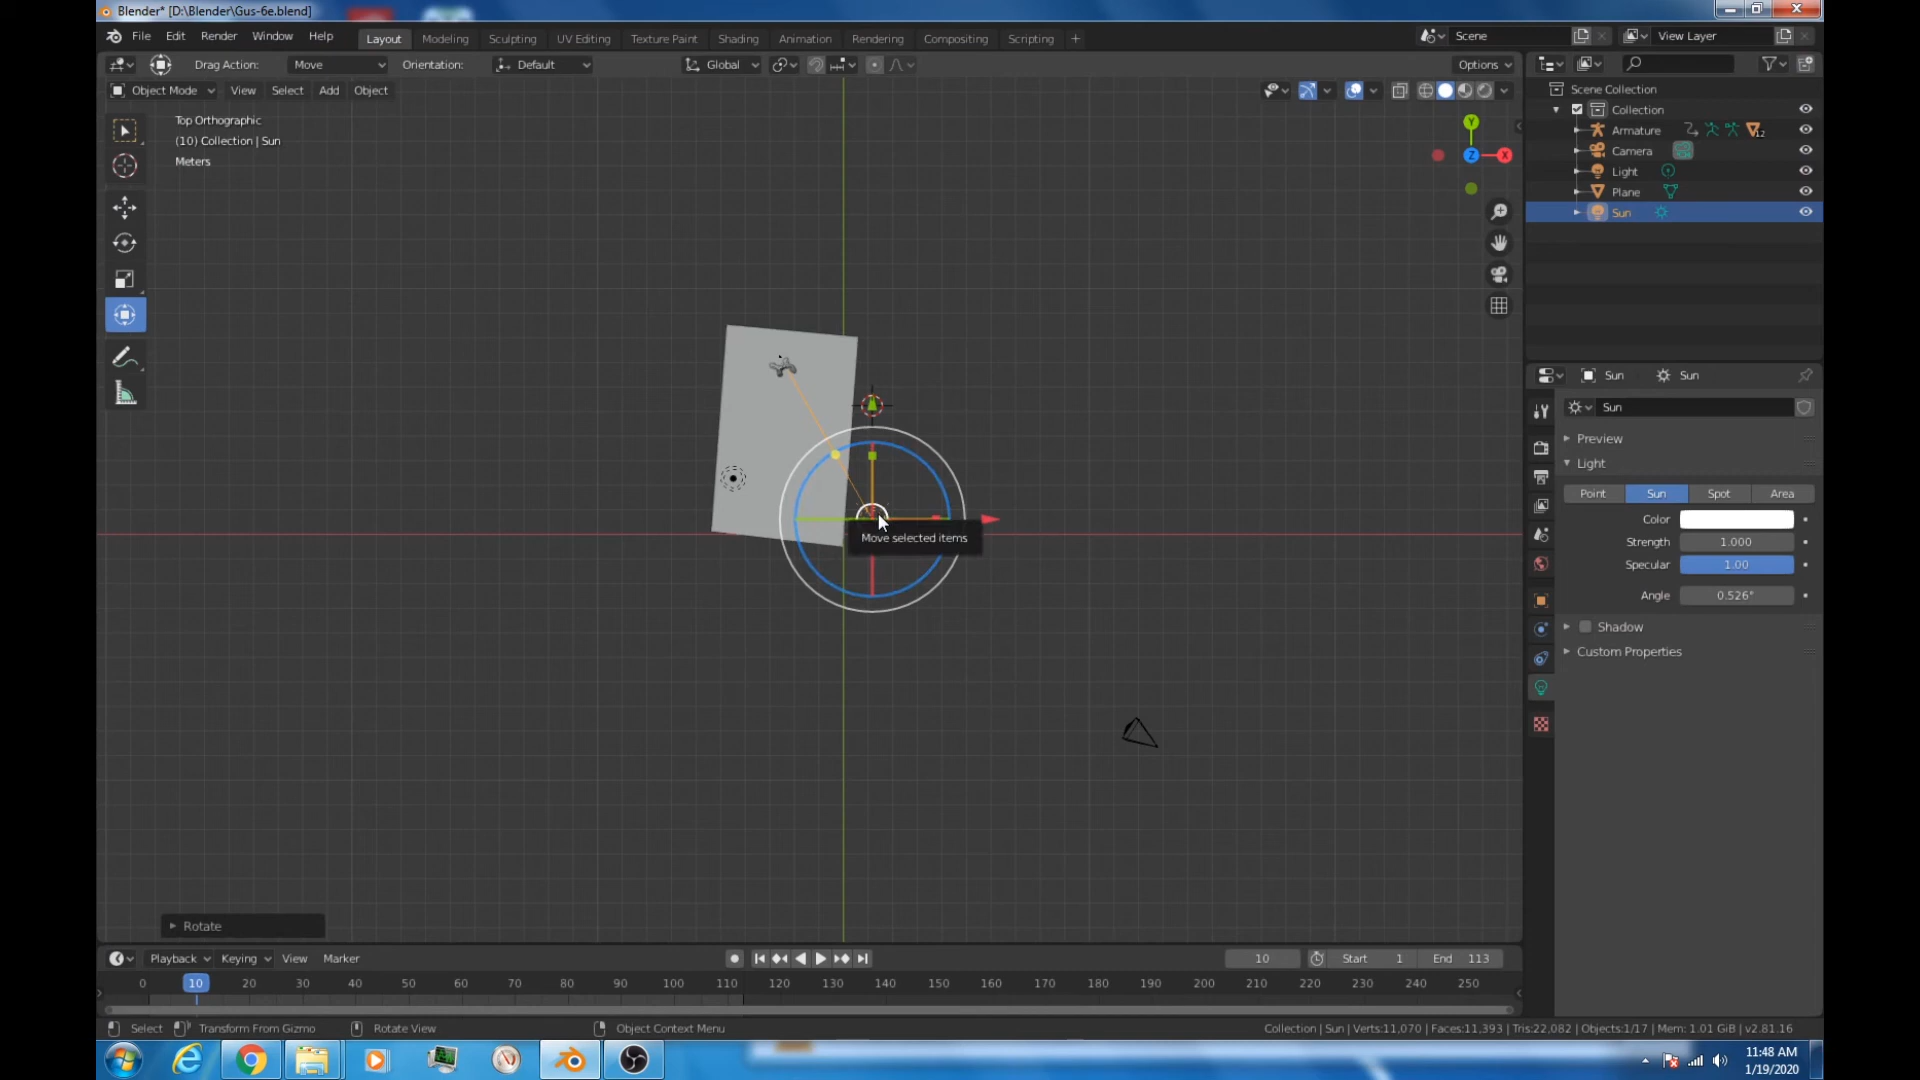 Blender* [D:\Blender\Gus-6e.blend]
File Edit Render Window Help Layout Modeling Sculpting UV Editing Texture Paint Shading Animation Rendering Compositing Scripting + Scene View Layer
Drag Action: Move Orientation: Default Global Options
Object Mode View Select Add Object
Top Orthographic
(10) Collection | Sun
Meters
Y
Z X
Move selected items
Rotate
Scene Collection
Collection
Armature 12
Camera
Light
Plane
Sun
Sun Sun
Sun
Preview
Light
Point Sun Spot Area
Color
Strength 1.000
Specular 1.00
Angle 0.526°
Shadow
Custom Properties
Playback Keying View Marker 10 Start 1 End 113
0 10 20 30 40 50 60 70 80 90 100 110 120 130 140 150 160 170 180 190 200 210 220 230 240 250
Select Transform From Gizmo Rotate View Object Context Menu Collection | Sun | Verts:11,070 | Faces:11,393 | Tris:22,082 | Objects:1/17 | Mem: 1.01 GiB | v2.81.16
11:48 AM
1/19/2020